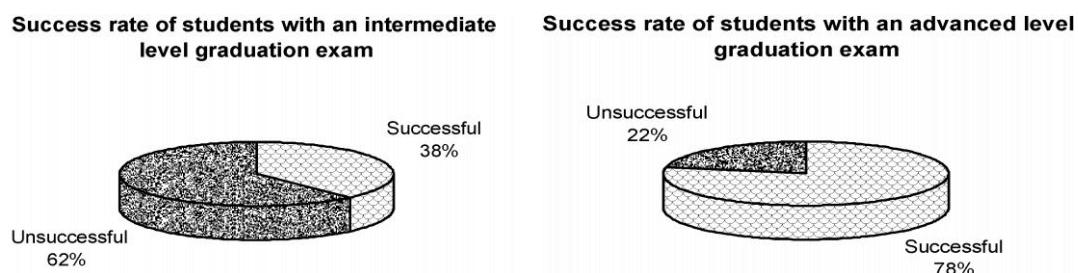 Success rate of students with an intermediate
level graduation exam
Successful
38%
Unsuccessful
62%
Success rate of students with an advanced level
graduation exam
Unsuccessful
22%
Successful
78%